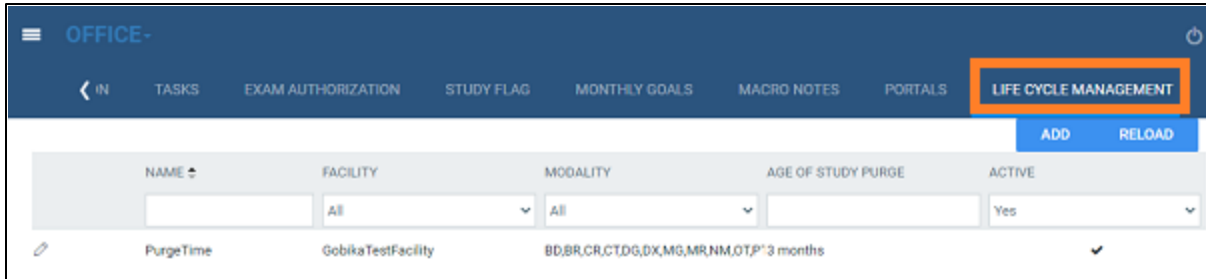 OFFICE
TASKS EXAM AUTHORIZATION STUDY FLAG MONTHLY GOALS MACRO NOTES PORTALS LIFE CYCLE MANAGEMENT
ADD RELOAD
NAME FACILITY MODALITY AGE OF STUDY PURGE ACTIVE
All All Yes
PurgeTime GobikaTestFacility BD,BR,CR,CT,DG,DX,MG,MR,NM,OT,P 3 months